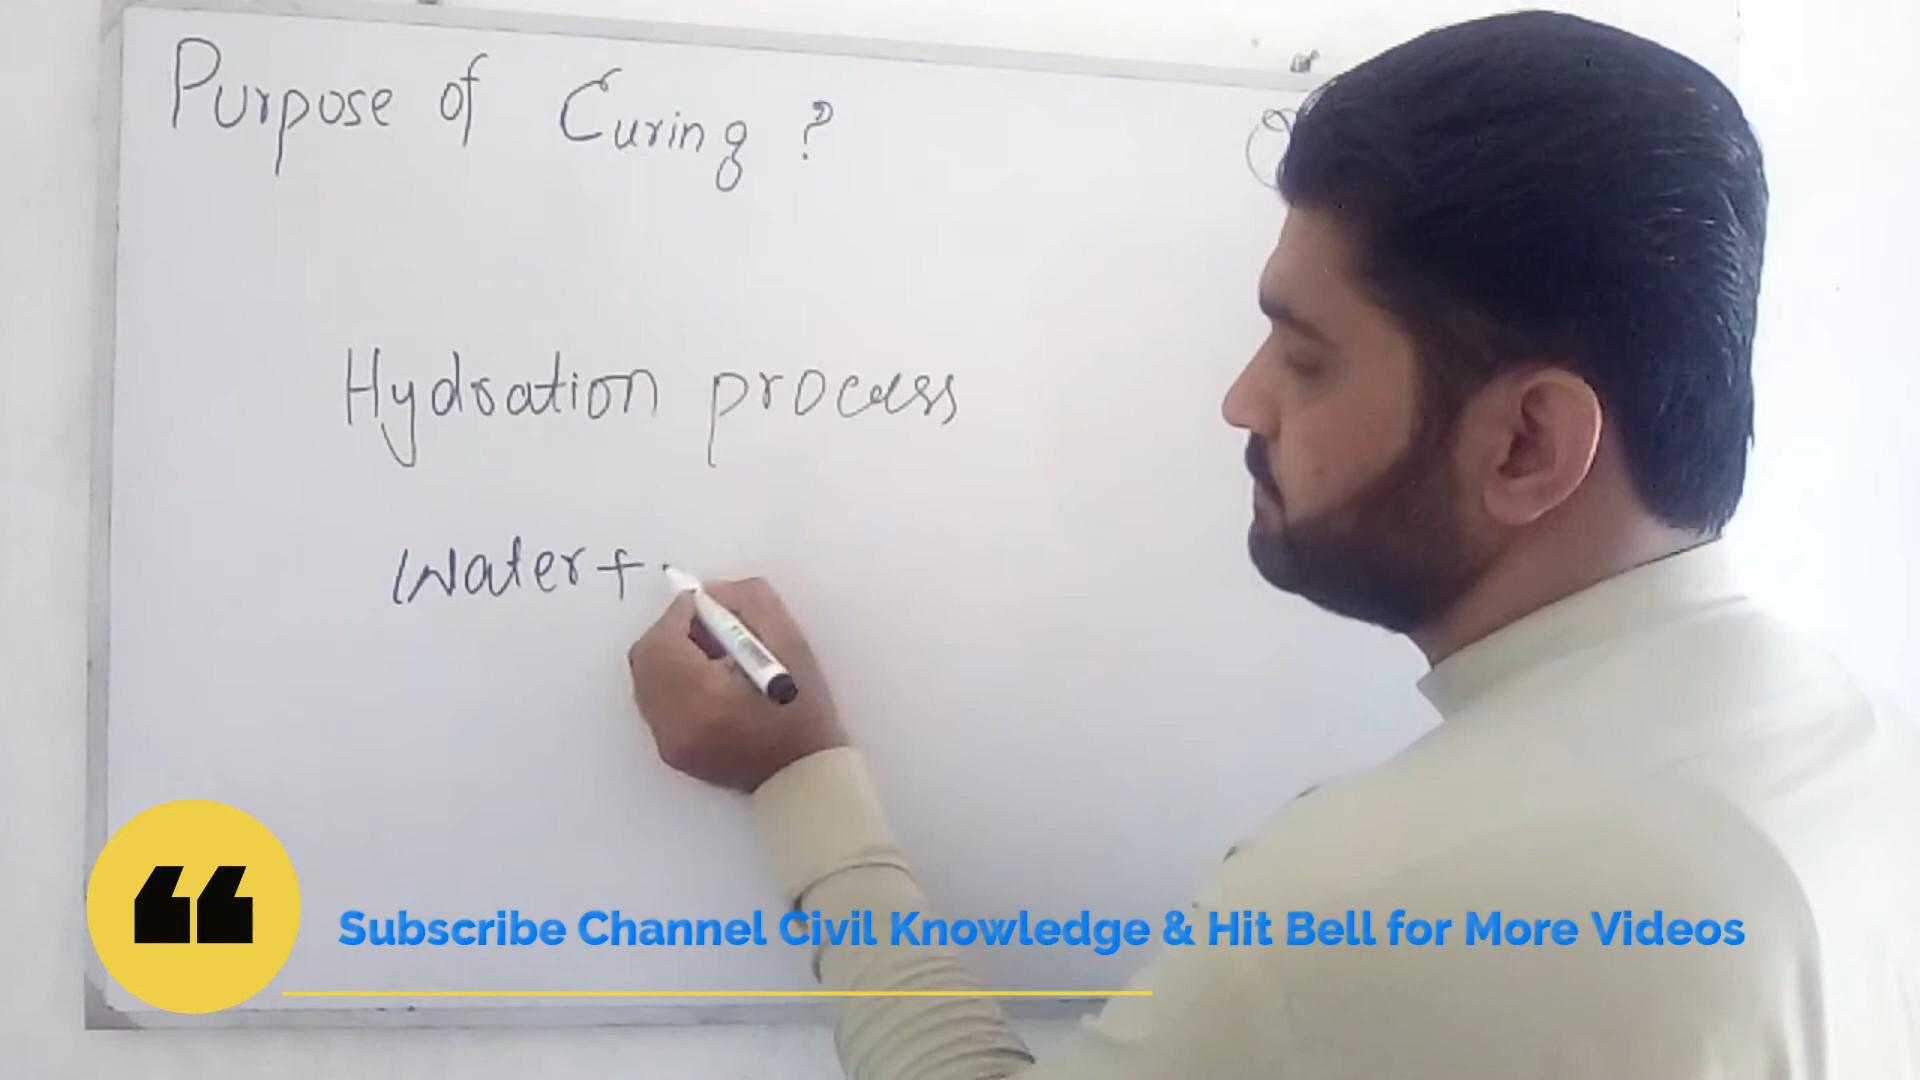 Purpose of Curing ?
Hydration process
Water +
Subscribe Channel Civil Knowledge & Hit Bell for More Videos